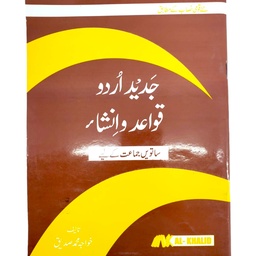 جدید اُردو
قواعد و انشاء
ساتویں جماعت کے لیے
AL-KHALID